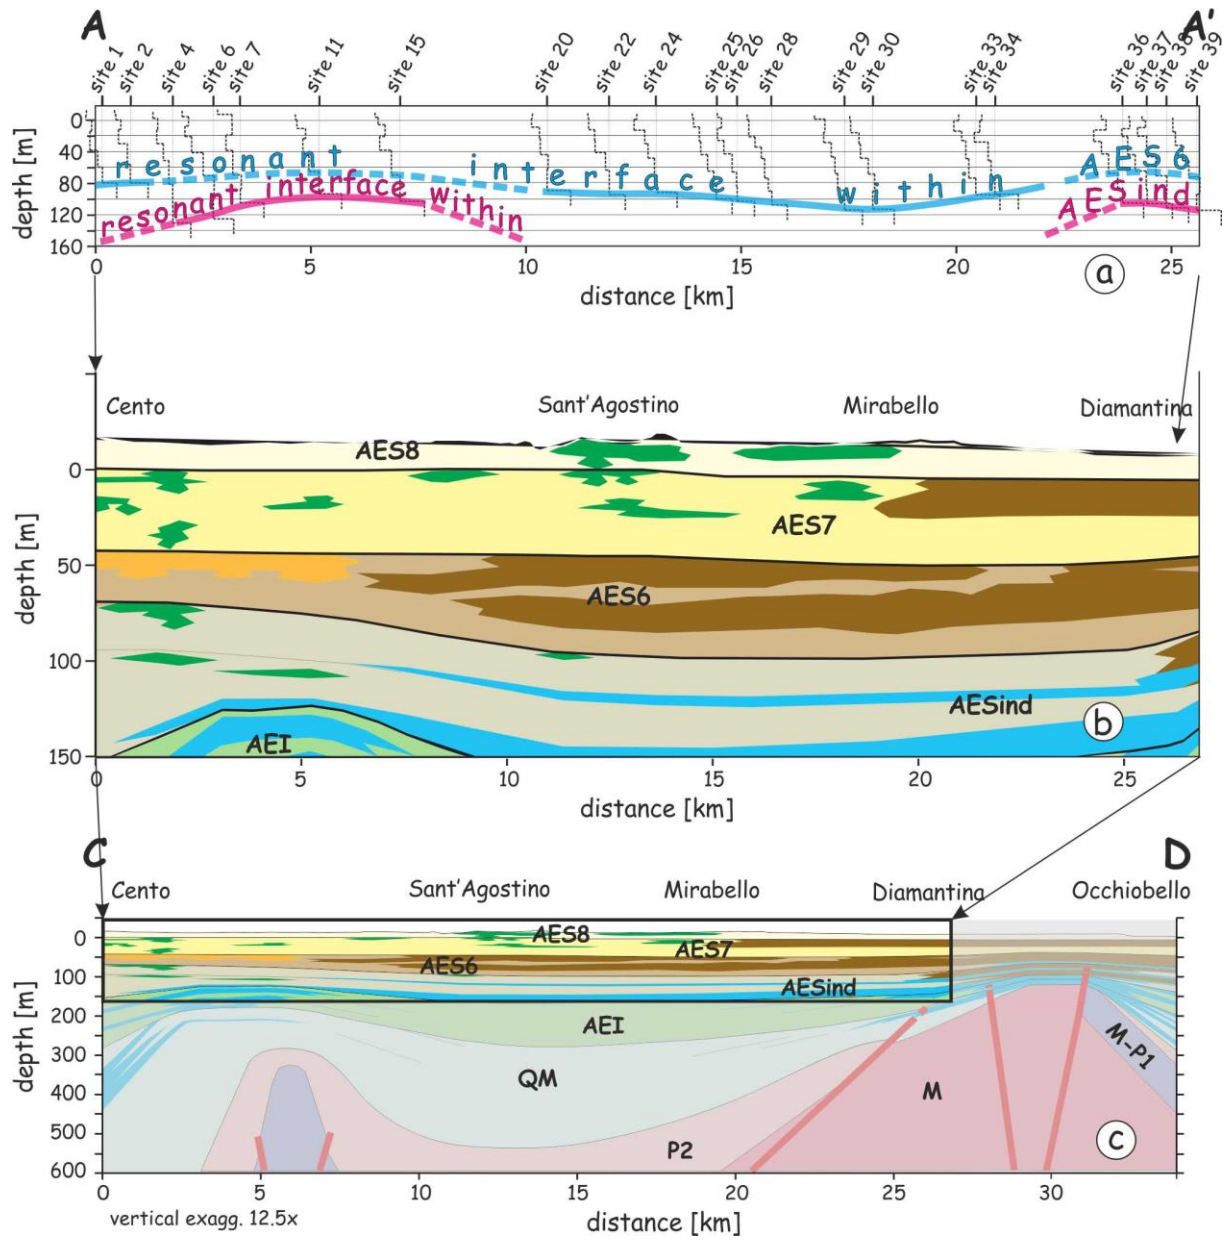 A A'
site 1 site 2 site 4 site 6 site 7 site 11 site 15 site 20 site 22 site 24 site 25 site 26 site 28 site 29 site 30 site 33 site 34 site 36 site 37 site 38 site 39
depth [m]
0
40
80
120
160
resonant interface within AES6
resonant interface within AESind
0 5 10 15 20 25
distance [km]
a
Cento Sant'Agostino Mirabello Diamantina
depth [m]
0
50
100
150
AES8
AES7
AES6
AESind
AEI
b
0 5 10 15 20 25
distance [km]
C D
Cento Sant'Agostino Mirabello Diamantina Occhiobello
depth [m]
0
100
200
300
400
500
600
AES8
AES7
AES6
AESind
AEI
QM
M-P1
M
P2
c
0 5 10 15 20 25 30
vertical exagg. 12.5x
distance [km]